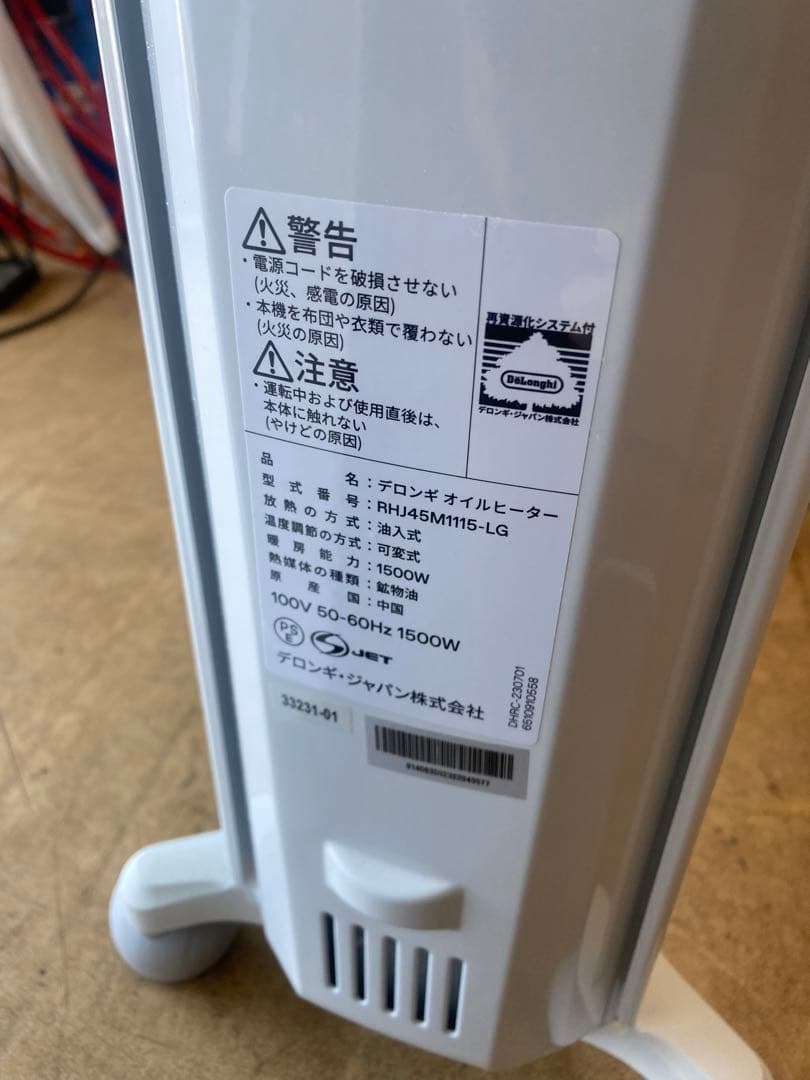 警告
・電源コードを破損させない
(火災、感電の原因)
・本機を布団や衣類で覆わない
(火災の原因)
注意
・運転中および使用直後は、
本体に触れない
(やけどの原因)
再資源化システム付
DeLonghi
デロンギ・ジャパン株式会社
品名：デロンギ オイルヒーター
型式番号：RHJ45M1115-LG
放熱の方式：油入式
温度調節の方式：可変式
暖房能力：1500W
熱媒体の種類：鉱物油
原産国：中国
100V 50-60Hz 1500W
PSE
JET
デロンギ・ジャパン株式会社
DHRC-230701
6510910558
33231-01